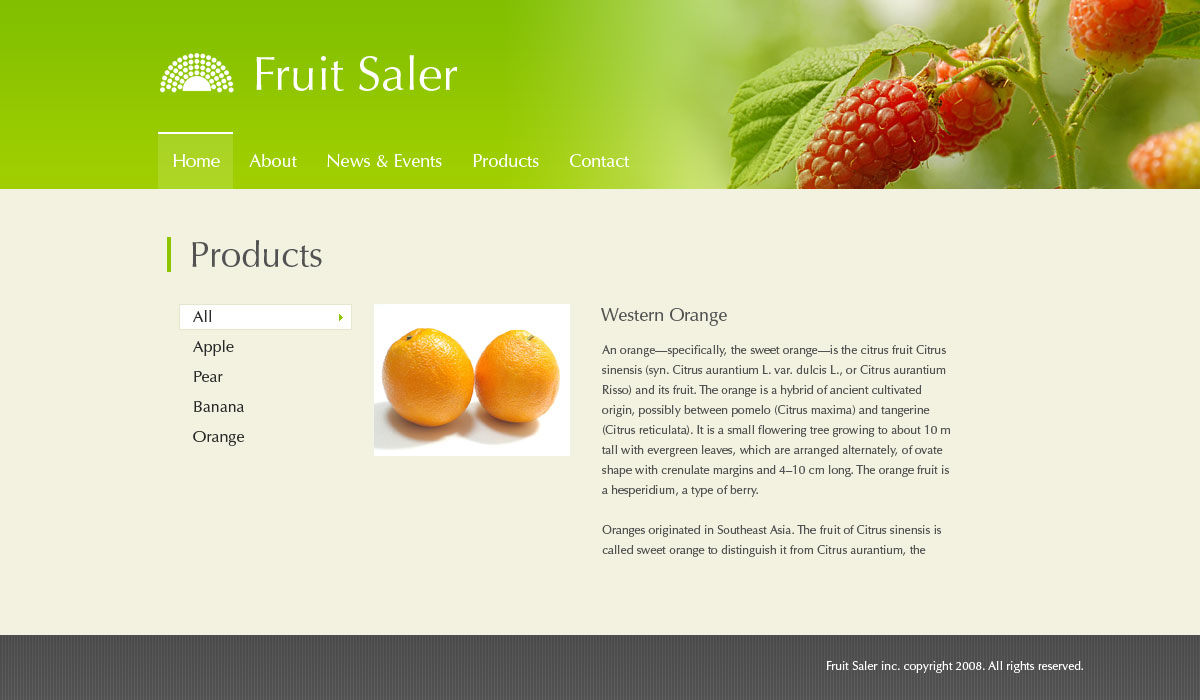 Fruit Saler
Home About News & Events Products Contact
Products
All
Apple
Pear
Banana
Orange
Western Orange
An orange—specifically, the sweet orange—is the citrus fruit Citrus
sinensis (syn. Citrus aurantium L. var. dulcis L., or Citrus aurantium
Risso) and its fruit. The orange is a hybrid of ancient cultivated
origin, possibly between pomelo (Citrus maxima) and tangerine
(Citrus reticulata). It is a small flowering tree growing to about 10 m
tall with evergreen leaves, which are arranged alternately, of ovate
shape with crenulate margins and 4–10 cm long. The orange fruit is
a hesperidium, a type of berry.
Oranges originated in Southeast Asia. The fruit of Citrus sinensis is
called sweet orange to distinguish it from Citrus aurantium, the
Fruit Saler inc. copyright 2008. All rights reserved.